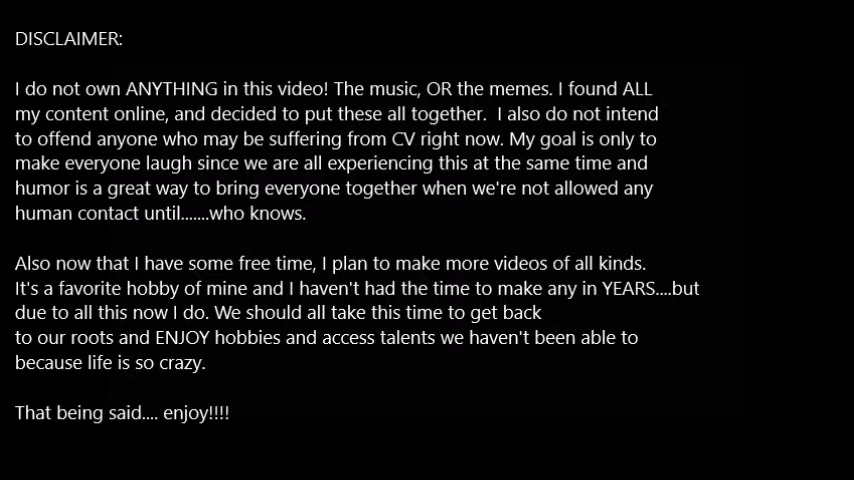 DISCLAIMER:
I do not own ANYTHING in this video! The music, OR the memes. I found ALL
my content online, and decided to put these all together.  I also do not intend
to offend anyone who may be suffering from CV right now. My goal is only to
make everyone laugh since we are all experiencing this at the same time and
humor is a great way to bring everyone together when we're not allowed any
human contact until.......who knows.
Also now that I have some free time, I plan to make more videos of all kinds.
It's a favorite hobby of mine and I haven't had the time to make any in YEARS....but
due to all this now I do. We should all take this time to get back
to our roots and ENJOY hobbies and access talents we haven't been able to
because life is so crazy.
That being said.... enjoy!!!!